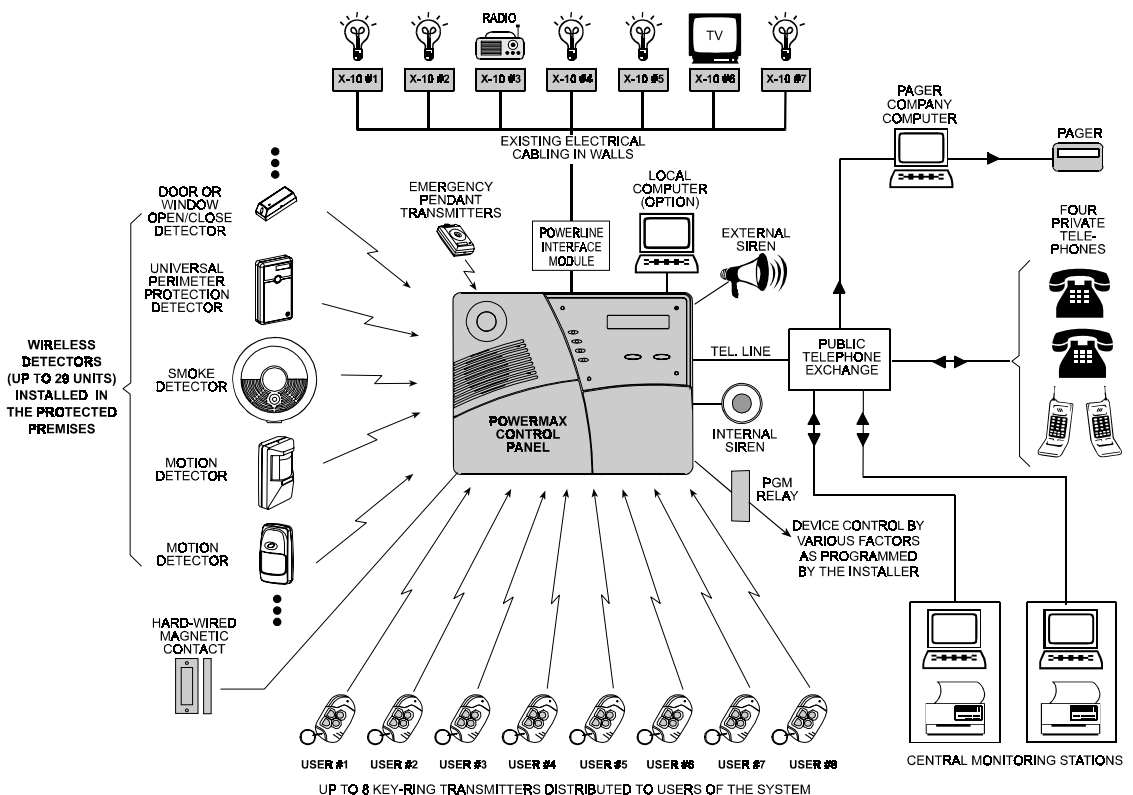 RADIO
TV
X-10 #1
X-10 #2
X-10 #3
X-10 #4
X-10 #5
X-10 #6
X-10 #7
EXISTING ELECTRICAL
CABLING IN WALLS
PAGER
COMPANY
COMPUTER
PAGER
DOOR OR
WINDOW
OPEN/CLOSE
DETECTOR
EMERGENCY
PENDANT
TRANSMITTERS
POWERLINE
INTERFACE
MODULE
LOCAL
COMPUTER
(OPTION)
EXTERNAL
SIREN
FOUR
PRIVATE
TELE-
PHONES
UNIVERSAL
PERIMETER
PROTECTION
DETECTOR
WIRELESS
DETECTORS
(UP TO 29 UNITS)
INSTALLED IN
THE PROTECTED
PREMISES
SMOKE
DETECTOR
TEL. LINE
PUBLIC
TELEPHONE
EXCHANGE
POWERMAX
CONTROL
PANEL
INTERNAL
SIREN
MOTION
DETECTOR
PGM
RELAY
DEVICE CONTROL BY
VARIOUS FACTORS
AS PROGRAMMED
BY THE INSTALLER
MOTION
DETECTOR
HARD-WIRED
MAGNETIC
CONTACT
USER #1
USER #2
USER #3
USER #4
USER #5
USER #6
USER #7
USER #8
CENTRAL MONITORING STATIONS
UP TO 8 KEY-RING TRANSMITTERS DISTRIBUTED TO USERS OF THE SYSTEM